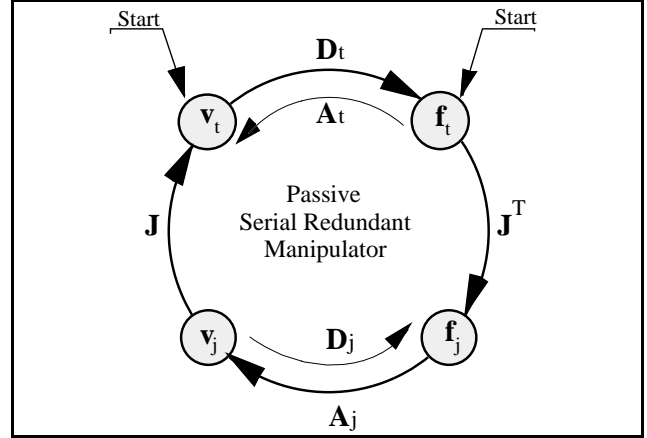 Start
Start
Dt
vt
At
ft
Passive
Serial Redundant
Manipulator
J
J^T
vj
Dj
fj
Aj